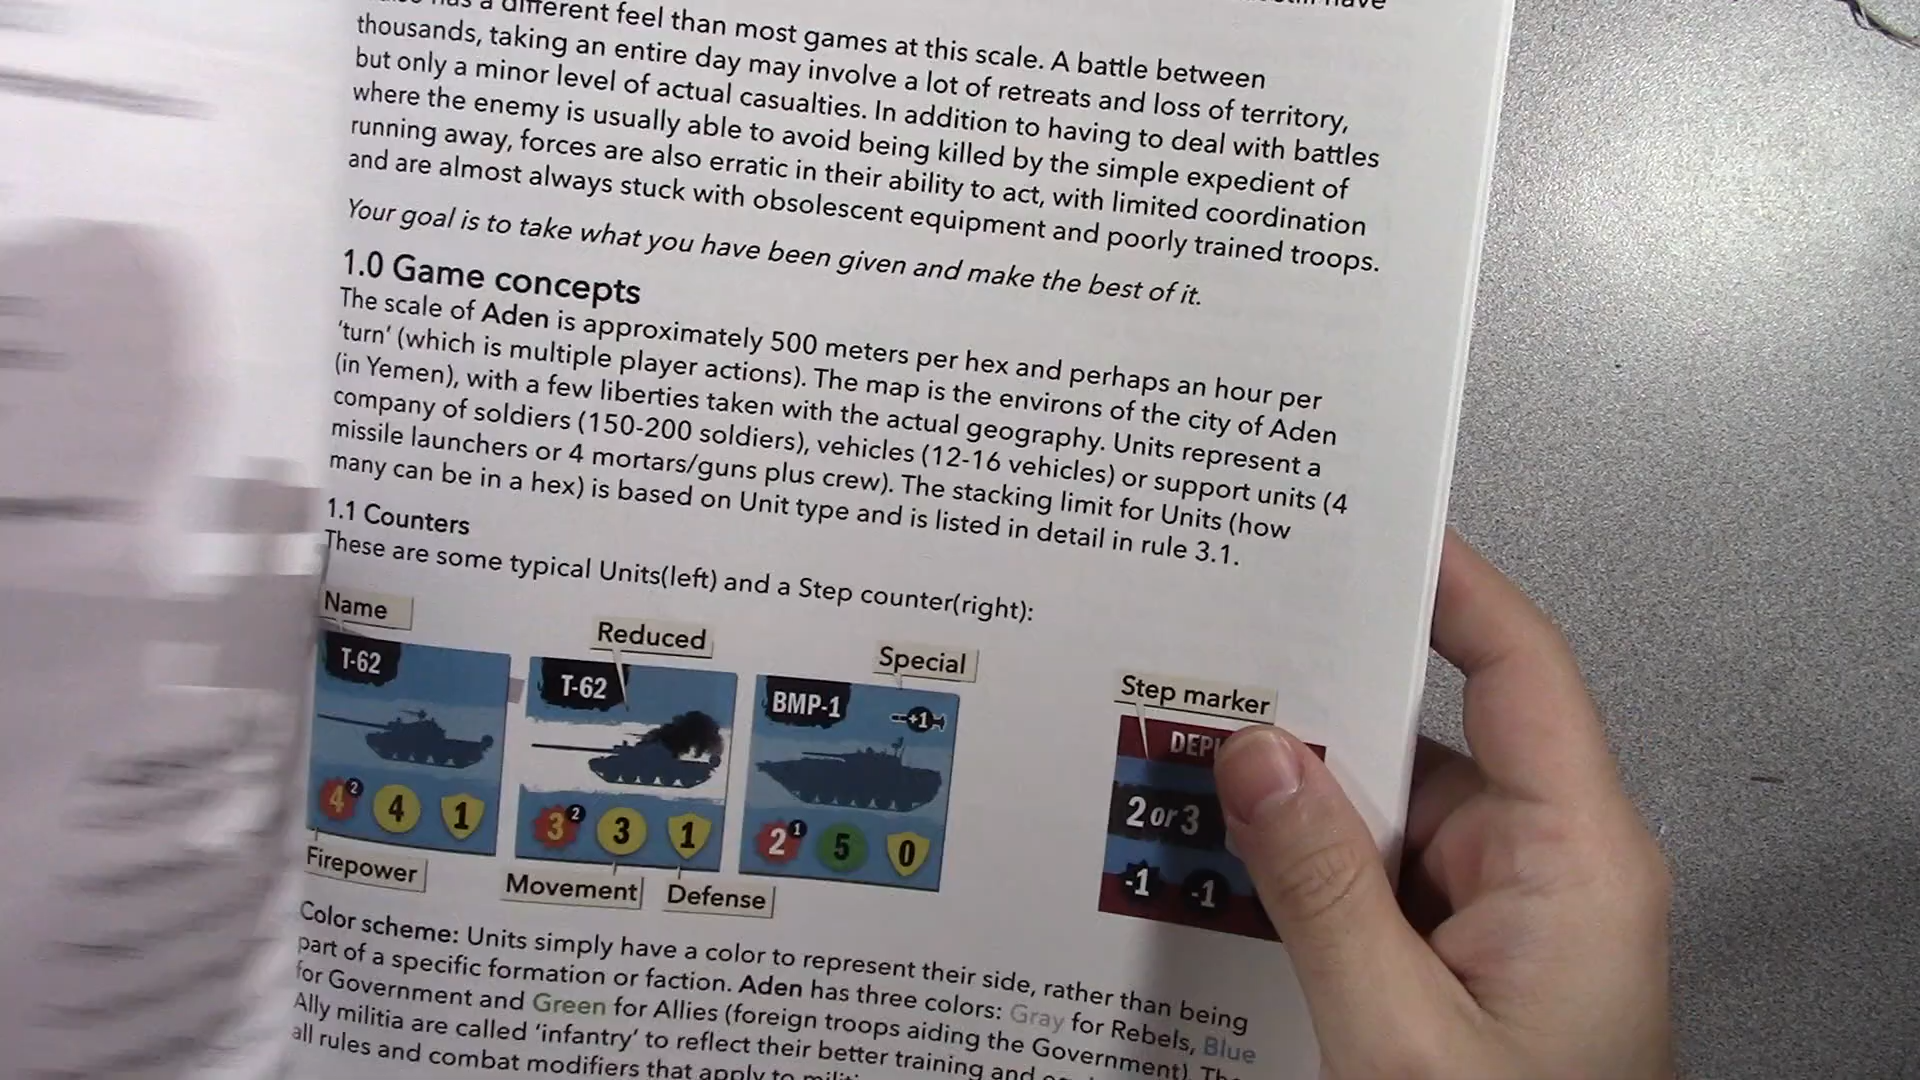 a different feel than most games at this scale. A battle between
thousands, taking an entire day may involve a lot of retreats and loss of territory,
but only a minor level of actual casualties. In addition to having to deal with battles
where the enemy is usually able to avoid being killed by the simple expedient of
running away, forces are also erratic in their ability to act, with limited coordination
and are almost always stuck with obsolescent equipment and poorly trained troops.
Your goal is to take what you have been given and make the best of it.
1.0 Game concepts
The scale of Aden is approximately 500 meters per hex and perhaps an hour per
'turn' (which is multiple player actions). The map is the environs of the city of Aden
(in Yemen), with a few liberties taken with the actual geography. Units represent a
company of soldiers (150-200 soldiers), vehicles (12-16 vehicles) or support units (4
missile launchers or 4 mortars/guns plus crew). The stacking limit for Units (how
many can be in a hex) is based on Unit type and is listed in detail in rule 3.1.
1.1 Counters
These are some typical Units(left) and a Step counter(right):
Name
Reduced
Special
Step marker
T-62
T-62
BMP-1
+1
2 or 3
4 2 4 1
3 2 3 1
2 1 5 0
-1 -1
Firepower
Movement
Defense
Color scheme: Units simply have a color to represent their side, rather than being
part of a specific formation or faction. Aden has three colors: Gray for Rebels, Blue
for Government and Green for Allies (foreign troops aiding the Government).
Ally militia are called 'infantry' to reflect their better training and
all rules and combat modifiers that apply to